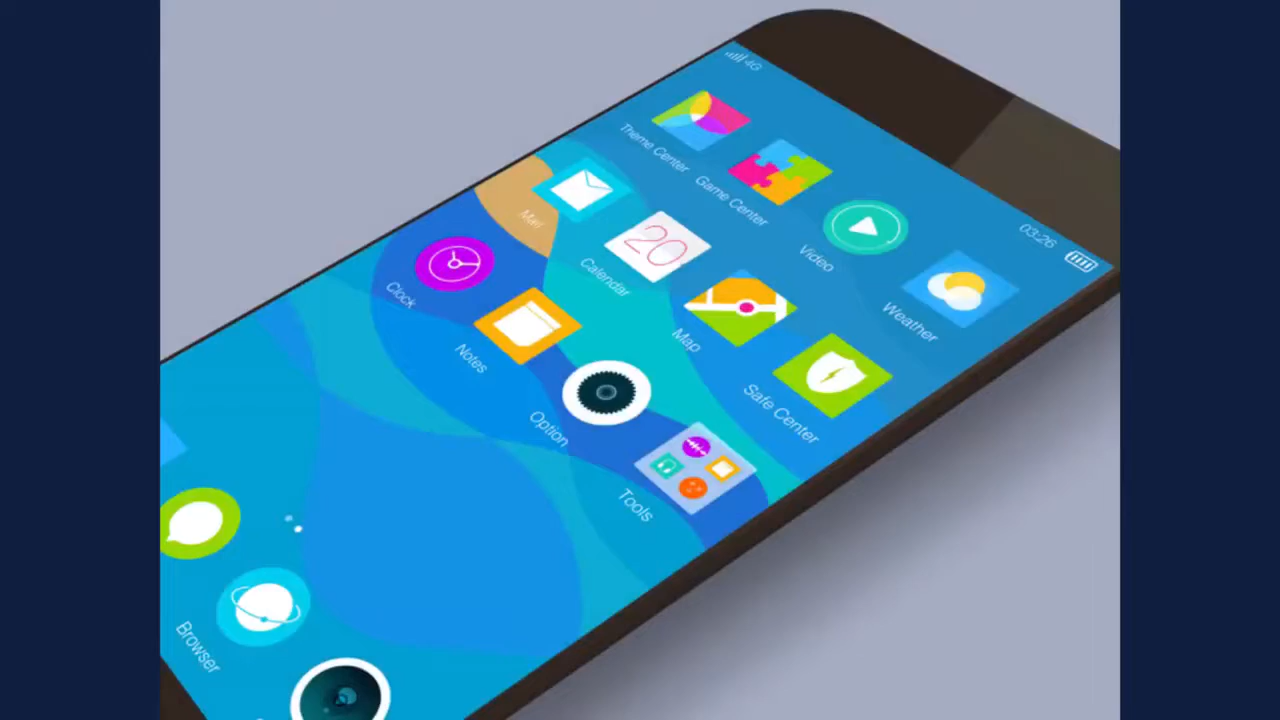 4G
03:26
Theme Center
Game Center
Video
Weather
Mail
Calendar
20
Map
Safe Center
Clock
Notes
Option
Tools
Browser